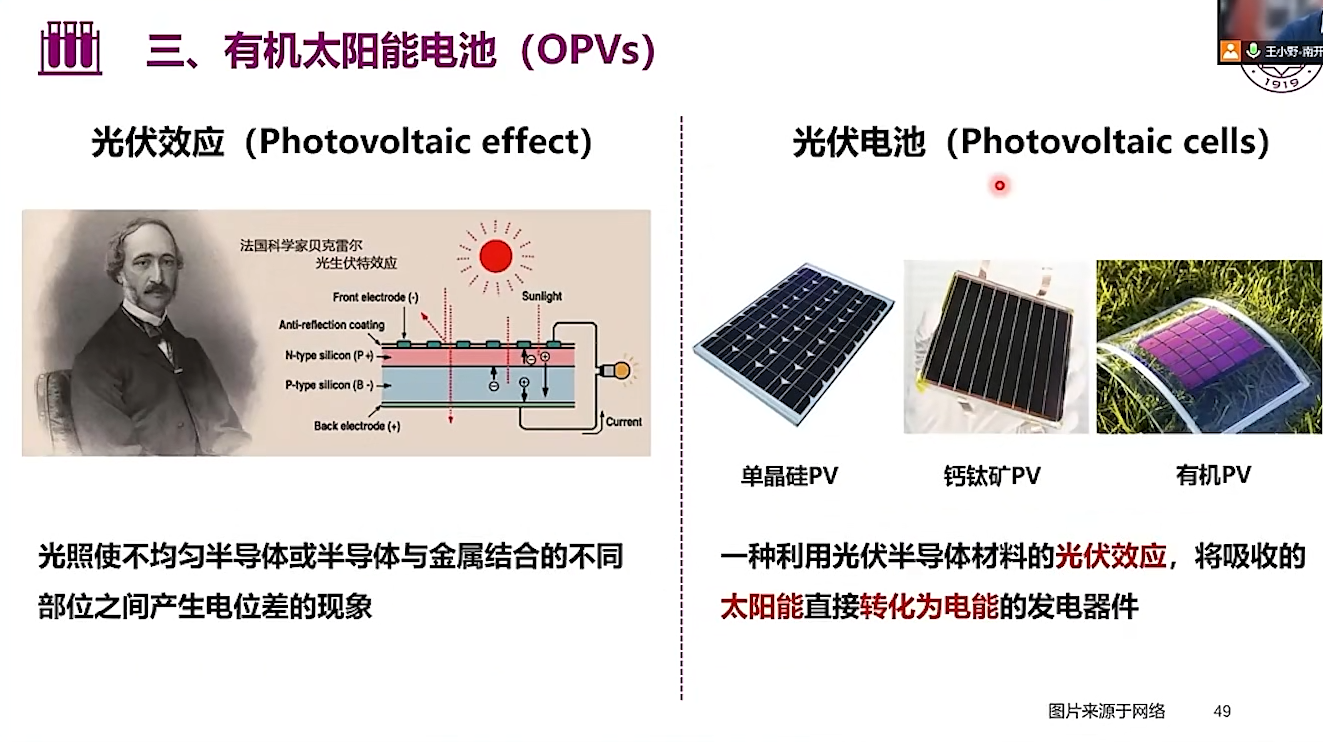 三、有机太阳能电池（OPVs）
王小野-南开
1919
光伏效应（Photovoltaic effect）
法国科学家贝克雷尔
光生伏特效应
Front electrode (-)
Sunlight
Anti-reflection coating
N-type silicon (P+)
P-type silicon (B -)
Back electrode (+)
Current
光照使不均匀半导体或半导体与金属结合的不同
部位之间产生电位差的现象
光伏电池（Photovoltaic cells）
单晶硅PV
钙钛矿PV
有机PV
一种利用光伏半导体材料的光伏效应，将吸收的
太阳能直接转化为电能的发电器件
图片来源于网络
49